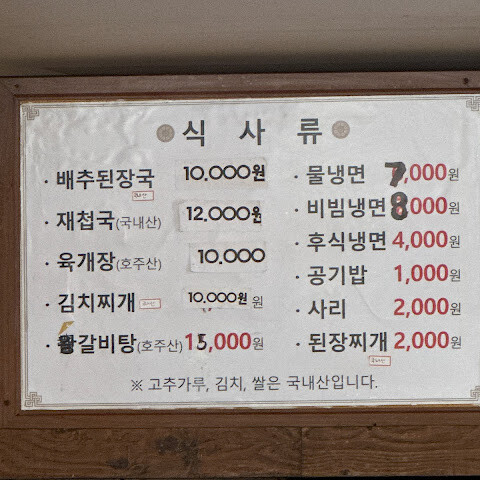 식 사 류
· 배추된장국 10.000원
· 재첩국(국내산) 12.000원
· 육개장(호주산) 10.000
· 김치찌개 10.000원 원
· 왕갈비탕(호주산) 15,000원
· 물냉면 7,000원
· 비빔냉면 8,000원
· 후식냉면 4,000원
· 공기밥 1,000원
· 사리 2,000원
· 된장찌개 2,000원
※ 고추가루, 김치, 쌀은 국내산입니다.